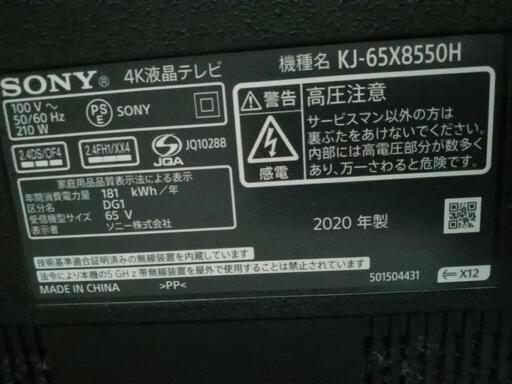 SONY® 4K液晶テレビ 機種名 KJ-65X8550H
100 V～
50/60 Hz
210 W
PS
E
SONY
2.4DS/OF4
2.4FH1/XX4
JQA
JQ10288
警告 高圧注意
サービスマン以外の方は
裏ぶたをあけないでください。
内部には高電圧部分が数多く
あり、万一さわると危険です。
感電
家庭用品品質表示法による表示
年間消費電力量 181 kWh/年
区分名 DG1
受信機型サイズ 65 V
表示者 ソニー株式会社
2020 年製
技術基準適合証明済みの無線装置を内蔵しています
法令により本機の5 GHz帯無線装置を屋外で使用することは禁止されています
MADE IN CHINA >PP<
501504431
X12